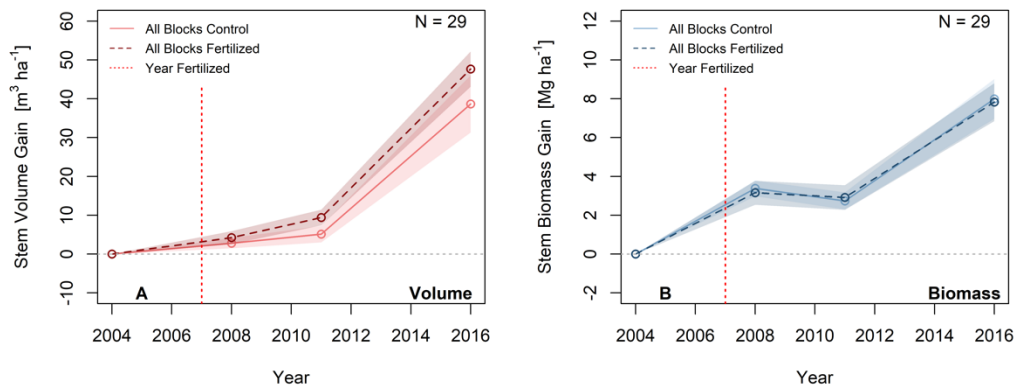 N = 29
All Blocks Control
All Blocks Fertilized
Year Fertilized
Stem Volume Gain [m³ ha⁻¹]
60
50
40
30
20
10
0
-10
A
Volume
2004 2006 2008 2010 2012 2014 2016
Year
N = 29
All Blocks Control
All Blocks Fertilized
Year Fertilized
Stem Biomass Gain [Mg ha⁻¹]
12
10
8
6
4
2
0
-2
B
Biomass
2004 2006 2008 2010 2012 2014 2016
Year